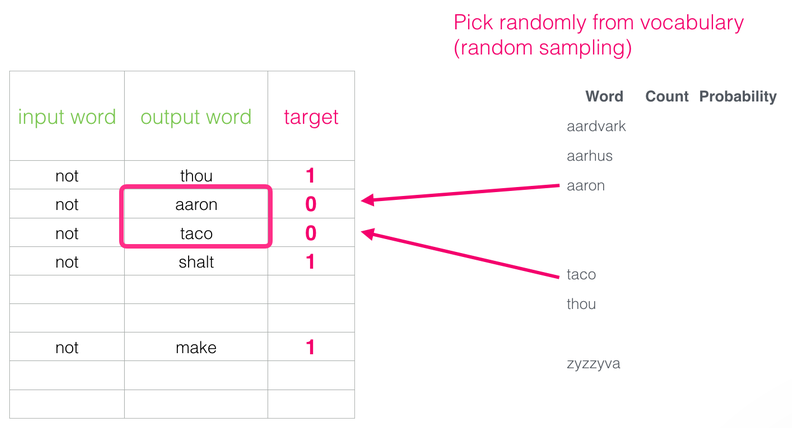 Pick randomly from vocabulary
(random sampling)
input word output word target
not thou 1
not aaron 0
not taco 0
not shalt 1
not make 1
Word Count Probability
aardvark
aarhus
aaron
taco
thou
zyzzyva